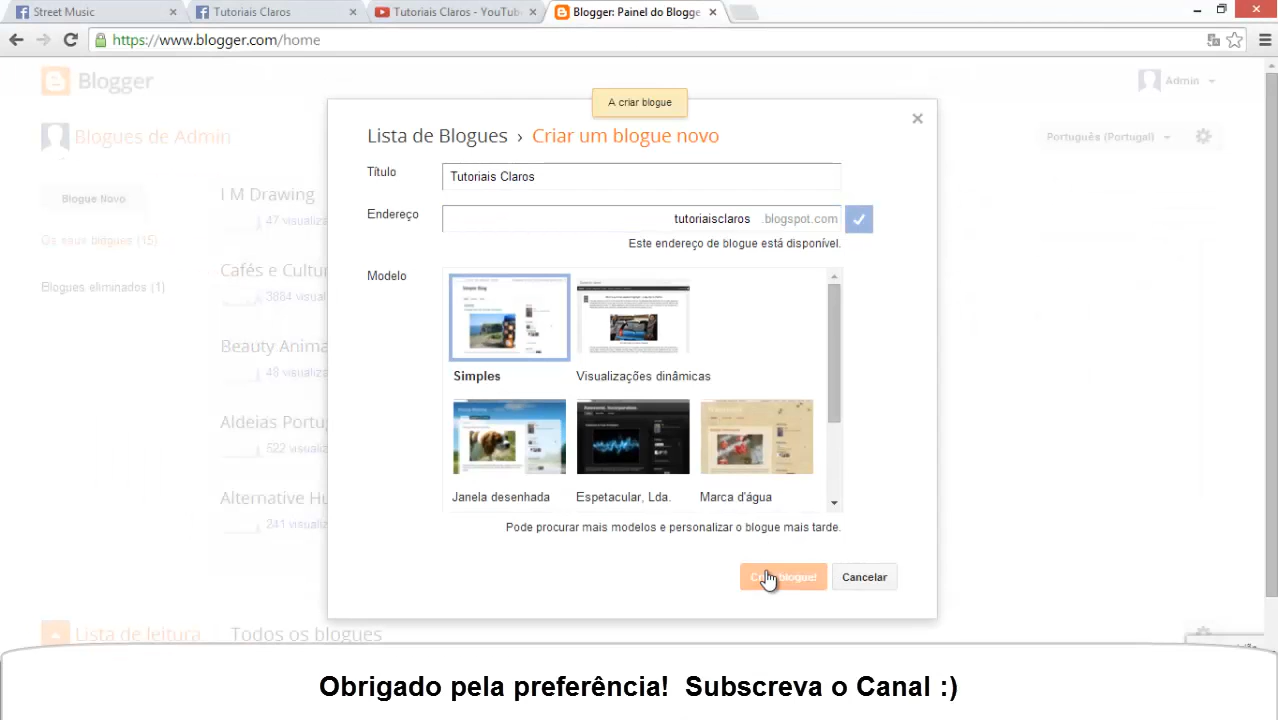 Street Music
Tutoriais Claros
Tutoriais Claros - YouTub
Blogger: Painel do Blogge
https://www.blogger.com/home
Blogger
Admin
Blogues de Admin
Português (Portugal)
Blogue Novo
Os seus blogues (15)
Blogues eliminados (1)
I M Drawing
47 visualiz
Cafés e Cultur
3884 visualiz
Beauty Anima
48 visualiz
Aldeias Portu
522 visualiz
Alternative Hu
241 visualiz
A criar blogue
Lista de Blogues › Criar um blogue novo
Título
Tutoriais Claros
Endereço
tutoriaisclaros .blogspot.com
Este endereço de blogue está disponível.
Modelo
Simples
Visualizações dinâmicas
Janela desenhada
Espetacular, Lda.
Marca d'água
Pode procurar mais modelos e personalizar o blogue mais tarde.
blogue!
Cancelar
Lista de leitura
Todos os blogues
Obrigado pela preferência! Subscreva o Canal :)